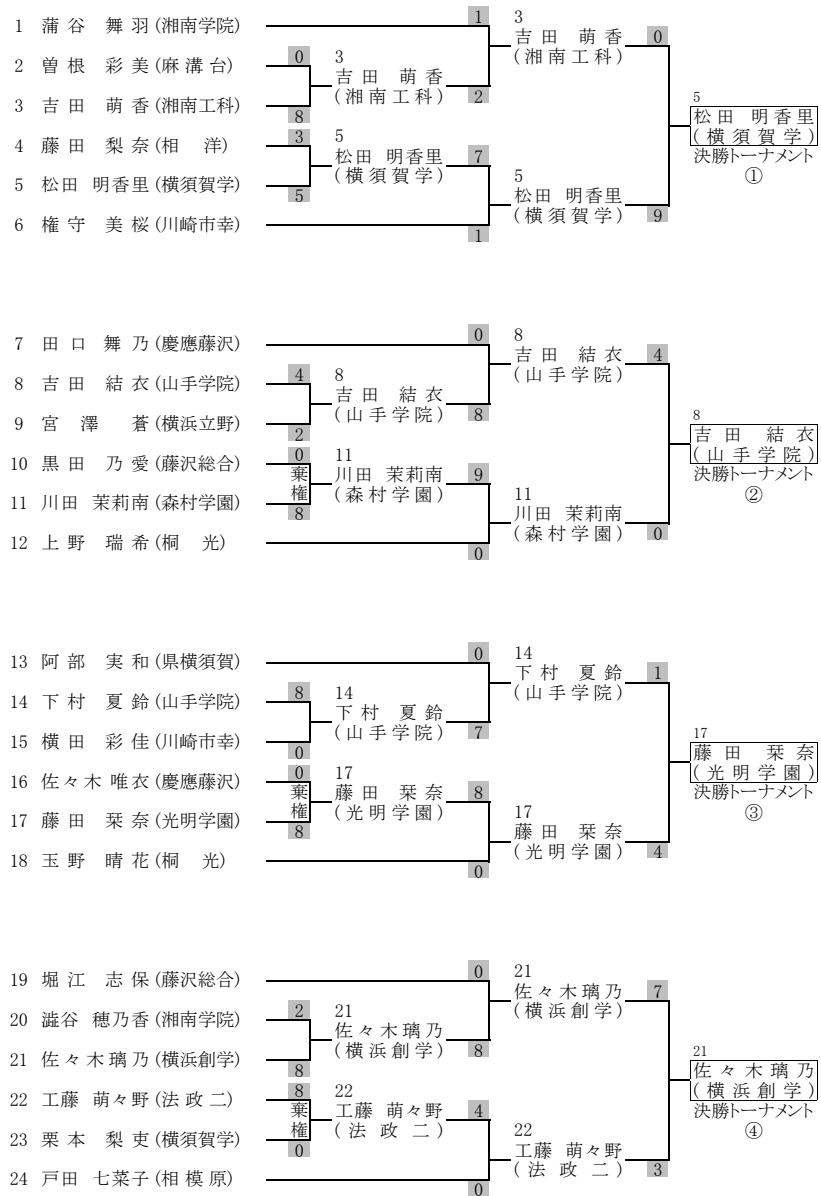 1 蒲谷 舞羽 (湘南学院)
1
3
吉田 萌香
(湘南工科)
0
2 曽根 彩美 (麻溝台)
0
3
吉田 萌香
(湘南工科)
2
3 吉田 萌香 (湘南工科)
8
5
松田 明香里
(横須賀学)
決勝トーナメント
①
4 藤田 梨奈 (相 洋)
3
5
松田 明香里
(横須賀学)
7
5 松田 明香里 (横須賀学)
5
5
松田 明香里
(横須賀学)
9
6 権守 美桜 (川崎市幸)
1
7 田口 舞乃 (慶應藤沢)
0
8
吉田 結衣
(山手学院)
4
8 吉田 結衣 (山手学院)
4
8
吉田 結衣
(山手学院)
8
9 宮澤 蒼 (横浜立野)
2
8
吉田 結衣
(山手学院)
決勝トーナメント
②
10 黒田 乃愛 (藤沢総合)
0
棄権
11
川田 茉莉南
(森村学園)
9
11 川田 茉莉南 (森村学園)
8
11
川田 茉莉南
(森村学園)
0
12 上野 瑞希 (桐 光)
0
13 阿部 実和 (県横須賀)
0
14
下村 夏鈴
(山手学院)
1
14 下村 夏鈴 (山手学院)
8
14
下村 夏鈴
(山手学院)
7
15 横田 彩佳 (川崎市幸)
0
17
藤田 栞奈
(光明学園)
決勝トーナメント
③
16 佐々木 唯衣 (慶應藤沢)
0
棄権
17
藤田 栞奈
(光明学園)
8
17 藤田 栞奈 (光明学園)
8
17
藤田 栞奈
(光明学園)
4
18 玉野 晴花 (桐 光)
0
19 堀江 志保 (藤沢総合)
0
21
佐々木璃乃
(横浜創学)
7
20 澁谷 穂乃香 (湘南学院)
2
21
佐々木璃乃
(横浜創学)
8
21 佐々木璃乃 (横浜創学)
8
21
佐々木璃乃
(横浜創学)
決勝トーナメント
④
22 工藤 萌々野 (法政二)
8
棄権
22
工藤 萌々野
(法政二)
4
23 栗本 梨吏 (横須賀学)
0
22
工藤 萌々野
(法政二)
3
24 戸田 七菜子 (相模原)
0